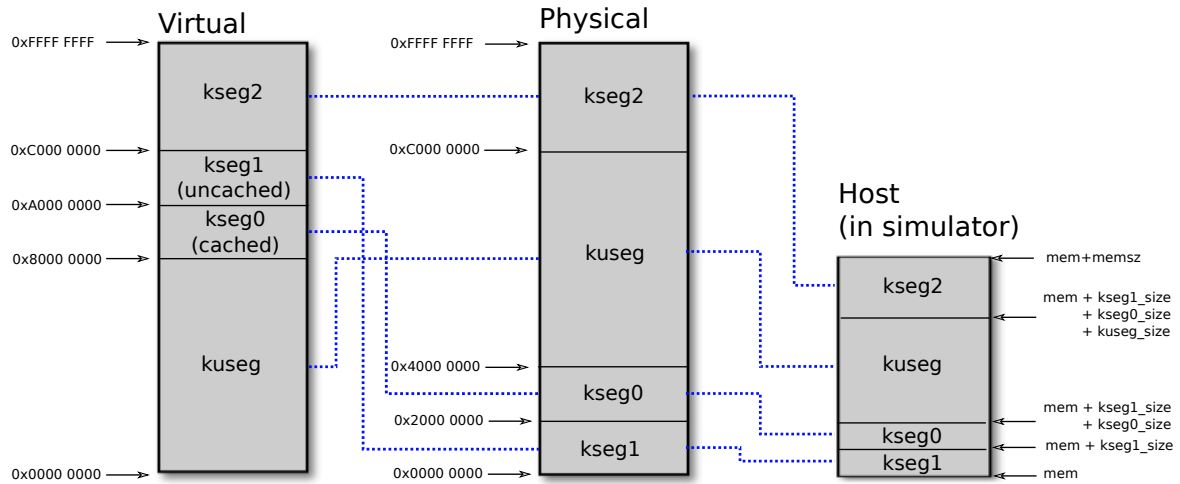 Virtual
0xFFFF FFFF
kseg2
0xC000 0000
kseg1
(uncached)
0xA000 0000
kseg0
(cached)
0x8000 0000
kuseg
0x0000 0000
Physical
0xFFFF FFFF
kseg2
0xC000 0000
kuseg
0x4000 0000
kseg0
0x2000 0000
kseg1
0x0000 0000
Host
(in simulator)
mem+memsz
kseg2
mem + kseg1_size
+ kseg0_size
+ kuseg_size
kuseg
mem + kseg1_size
+ kseg0_size
kseg0
mem + kseg1_size
kseg1
mem